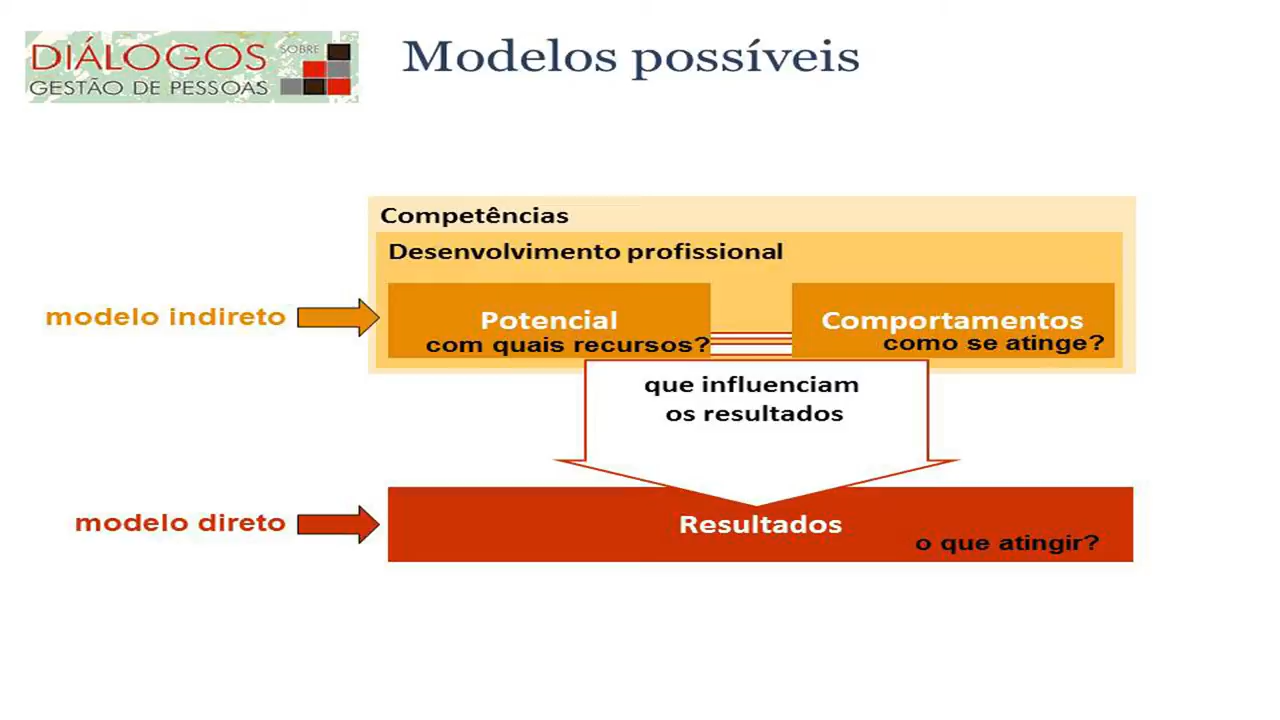 DIÁLOGOS SOBRE
GESTÃO DE PESSOAS
Modelos possíveis
Competências
Desenvolvimento profissional
modelo indireto
Potencial
com quais recursos?
Comportamentos
como se atinge?
que influenciam
os resultados
modelo direto
Resultados
o que atingir?